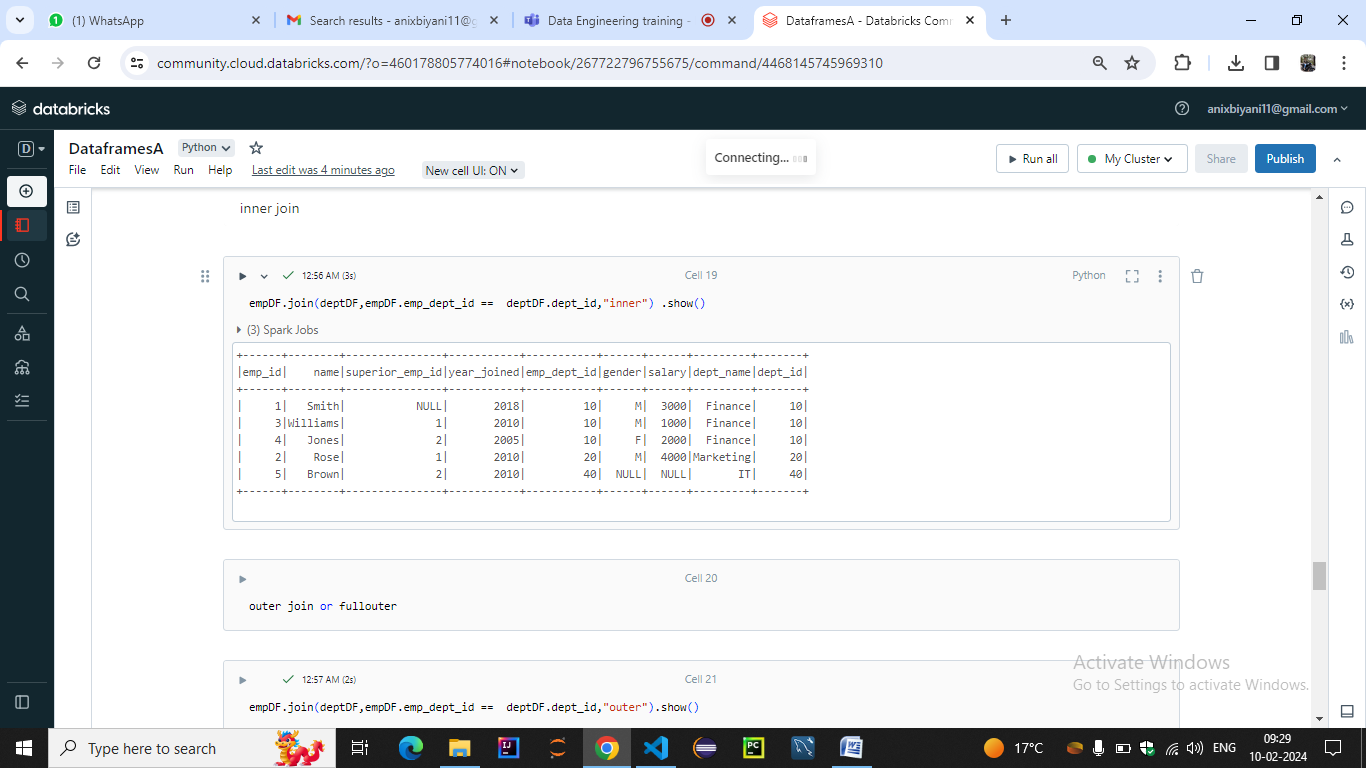 (1) WhatsApp
Search results - anixbiyani11@g
Data Engineering training -
DataframesA - Databricks Com
community.cloud.databricks.com/?o=460178805774016#notebook/267722796755675/command/4468145745969310
databricks
anixbiyani11@gmail.com
D
DataframesA
Python
Connecting...
Run all
My Cluster
Share
Publish
File Edit View Run Help
Last edit was 4 minutes ago
New cell UI: ON
inner join
12:56 AM (3s)
Cell 19
Python
empDF.join(deptDF,empDF.emp_dept_id ==  deptDF.dept_id,"inner") .show()
(3) Spark Jobs
+------+--------+---------------+-----------+-----------+------+------+---------+-------+
|emp_id|    name|superior_emp_id|year_joined|emp_dept_id|gender|salary|dept_name|dept_id|
+------+--------+---------------+-----------+-----------+------+------+---------+-------+
|     1|   Smith|           NULL|       2018|         10|     M|  3000|  Finance|     10|
|     3|Williams|              1|       2010|         10|     M|  1000|  Finance|     10|
|     4|   Jones|              2|       2005|         10|     F|  2000|  Finance|     10|
|     2|    Rose|              1|       2010|         20|     M|  4000|Marketing|     20|
|     5|   Brown|              2|       2010|         40|  NULL|  NULL|       IT|     40|
+------+--------+---------------+-----------+-----------+------+------+---------+-------+
Cell 20
outer join or fullouter
12:57 AM (2s)
Cell 21
empDF.join(deptDF,empDF.emp_dept_id ==  deptDF.dept_id,"outer").show()
Activate Windows
Go to Settings to activate Windows.
Type here to search
17°C
ENG
09:29
10-02-2024